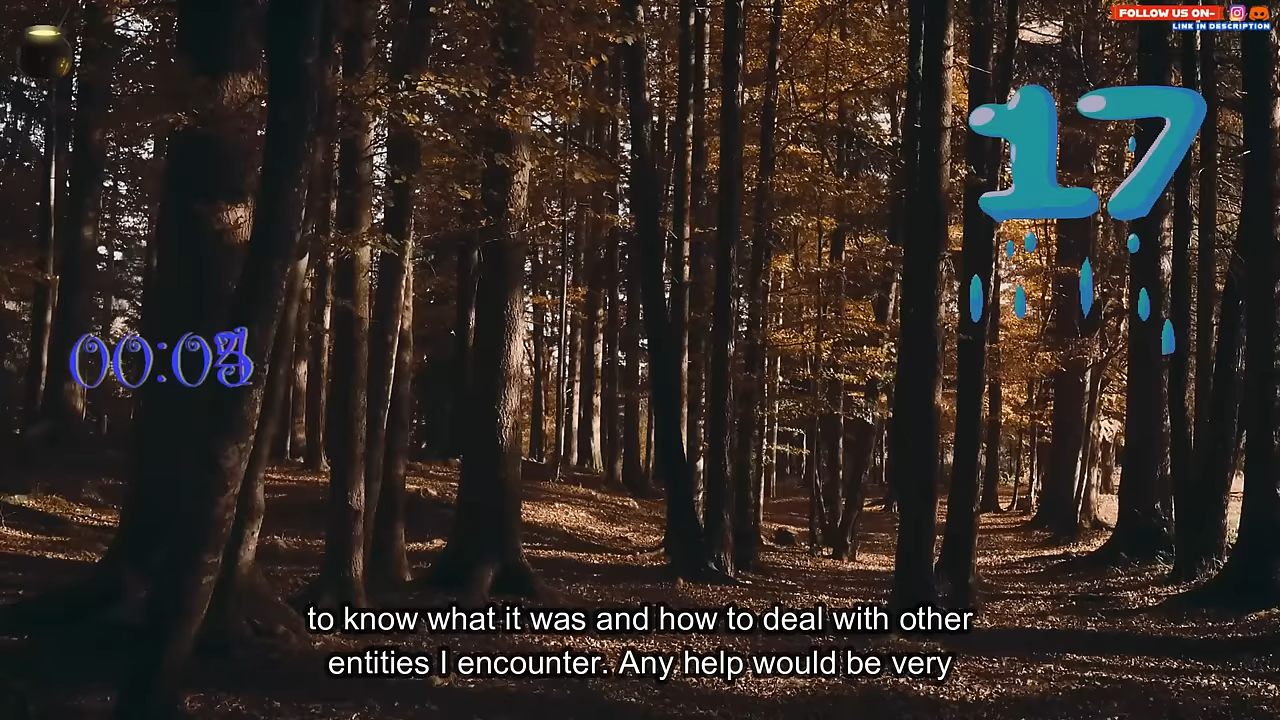 FOLLOW US ON-
LINK IN DESCRIPTION
17
to know what it was and how to deal with other
entities I encounter. Any help would be very